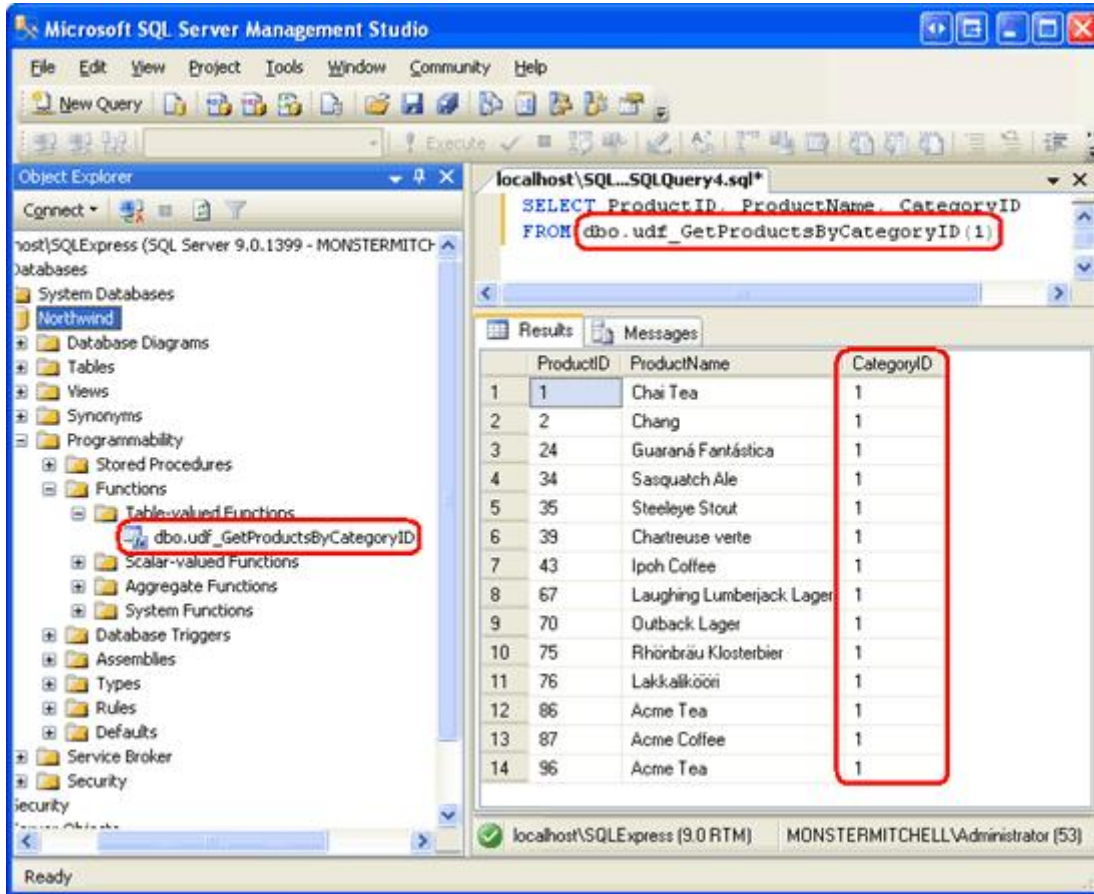 Microsoft SQL Server Management Studio
File Edit View Project Tools Window Community Help
New Query
Execute
Object Explorer
Connect
host\SQLExpress (SQL Server 9.0.1399 - MONSTERMITCH
Databases
System Databases
Northwind
Database Diagrams
Tables
Views
Synonyms
Programmability
Stored Procedures
Functions
Table-valued Functions
dbo.udf_GetProductsByCategoryID
Scalar-valued Functions
Aggregate Functions
System Functions
Database Triggers
Assemblies
Types
Rules
Defaults
Service Broker
Security
Security
localhost\SQL...SQLQuery4.sql*
SELECT ProductID, ProductName, CategoryID
FROM dbo.udf_GetProductsByCategoryID(1)
Results Messages
ProductID ProductName CategoryID
1 1 Chai Tea 1
2 2 Chang 1
3 24 Guaraná Fantástica 1
4 34 Sasquatch Ale 1
5 35 Steeleye Stout 1
6 39 Chartreuse verte 1
7 43 Ipoh Coffee 1
8 67 Laughing Lumberjack Lager 1
9 70 Outback Lager 1
10 75 Rhönbräu Klosterbier 1
11 76 Lakkalikööri 1
12 86 Acme Tea 1
13 87 Acme Coffee 1
14 96 Acme Tea 1
localhost\SQLExpress (9.0 RTM) MONSTERMITCHELL\Administrator (53)
Ready